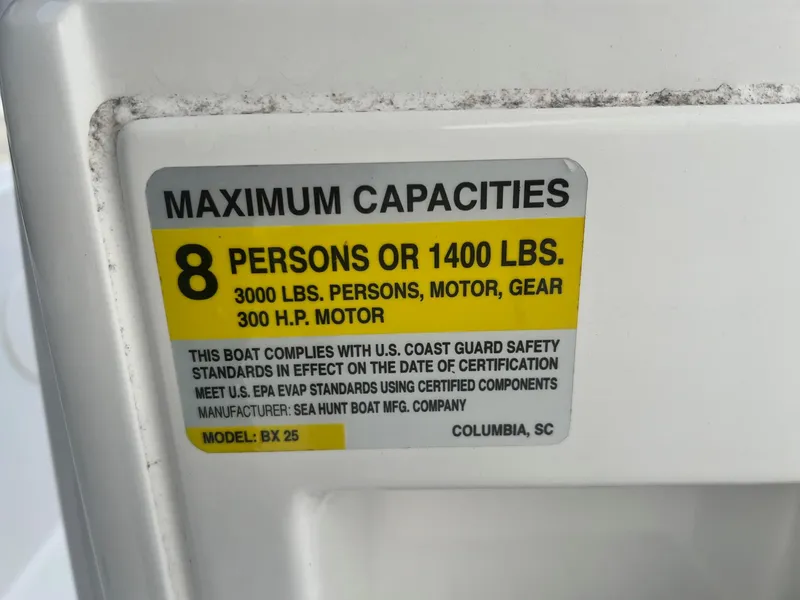 MAXIMUM CAPACITIES
8 PERSONS OR 1400 LBS.
3000 LBS. PERSONS, MOTOR, GEAR
300 H.P. MOTOR
THIS BOAT COMPLIES WITH U.S. COAST GUARD SAFETY
STANDARDS IN EFFECT ON THE DATE OF CERTIFICATION
MEET U.S. EPA EVAP STANDARDS USING CERTIFIED COMPONENTS
MANUFACTURER: SEA HUNT BOAT MFG. COMPANY
MODEL: BX 25 COLUMBIA, SC